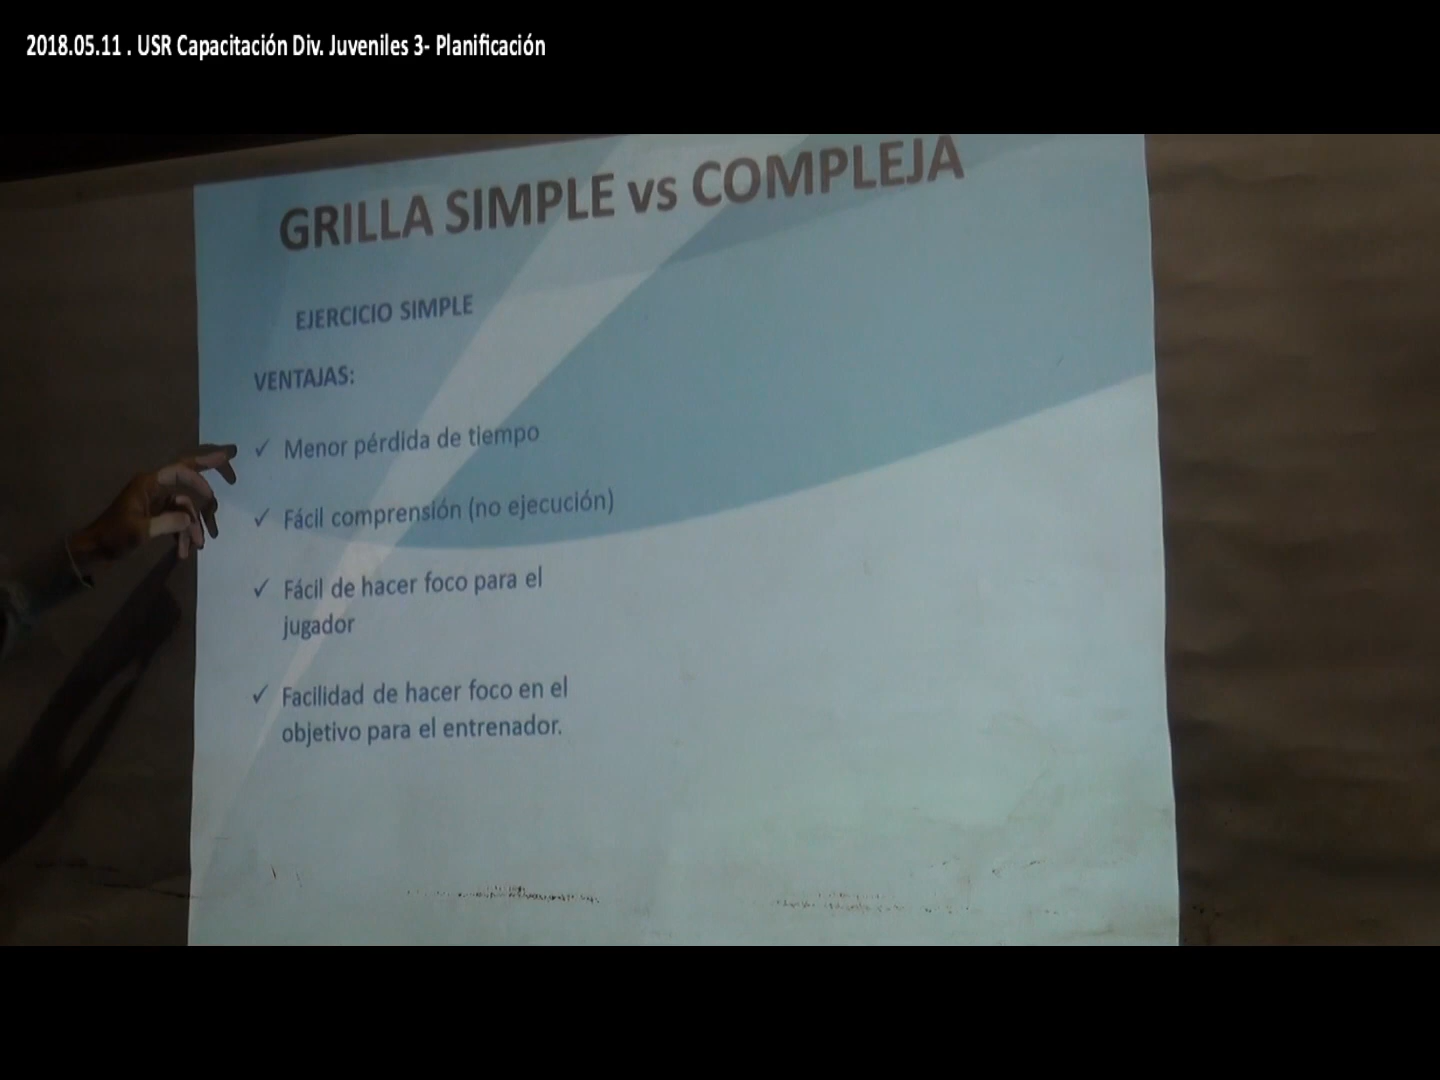 2018.05.11 . USR Capacitación Div. Juveniles 3- Planificación
GRILLA SIMPLE vs COMPLEJA
EJERCICIO SIMPLE
VENTAJAS:
✓ Menor pérdida de tiempo
✓ Fácil comprensión (no ejecución)
✓ Fácil de hacer foco para el
jugador
✓ Facilidad de hacer foco en el
objetivo para el entrenador.